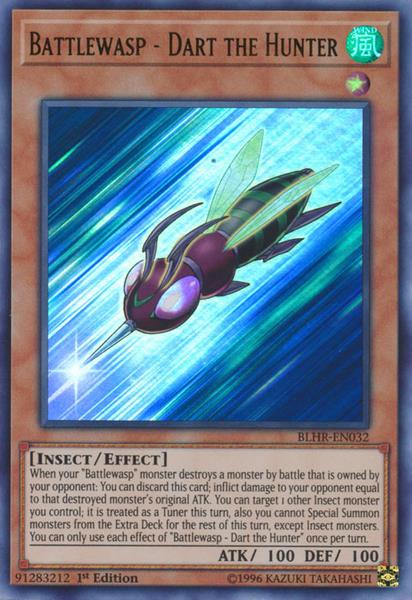 BATTLEWASP - DART THE HUNTER
WIND
風
BLHR-EN032
[INSECT/EFFECT]
When your "Battlewasp" monster destroys a monster by battle that is owned by
your opponent: You can discard this card; inflict damage to your opponent equal
to that destroyed monster's original ATK. You can target 1 other Insect monster
you control; it is treated as a Tuner this turn, also you cannot Special Summon
monsters from the Extra Deck for the rest of this turn, except Insect monsters.
You can only use each effect of "Battlewasp - Dart the Hunter" once per turn.
ATK/ 100 DEF/ 100
91283212 1st Edition ©1996 KAZUKI TAKAHASHI